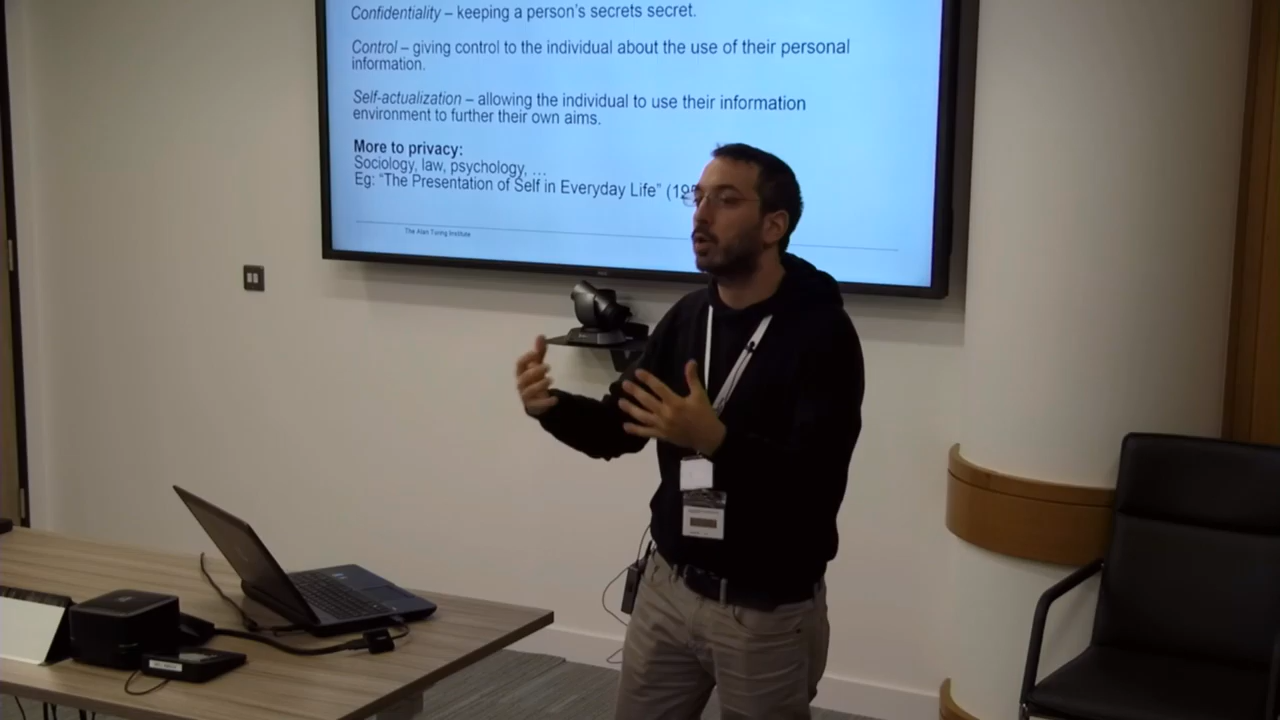 Confidentiality – keeping a person's secrets secret.
Control – giving control to the individual about the use of their personal
information.
Self-actualization – allowing the individual to use their information
environment to further their own aims.
More to privacy:
Sociology, law, psychology, …
Eg: “The Presentation of Self in Everyday Life” (19
The Alan Turing Institute